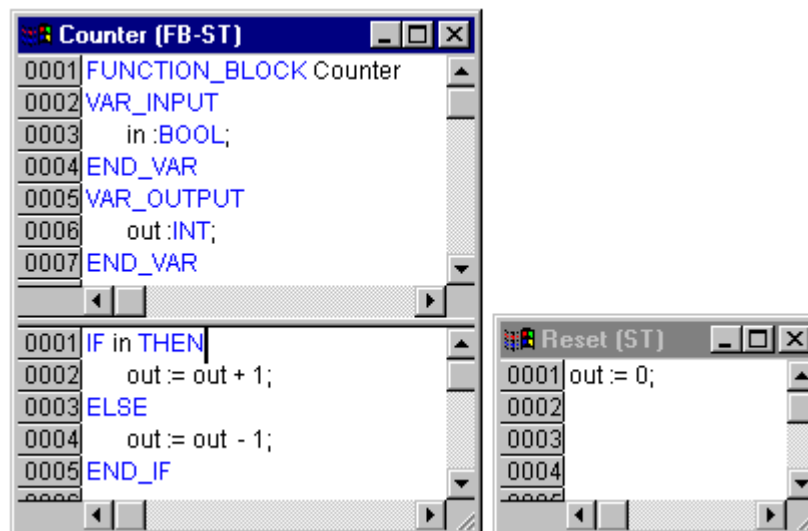 Counter (FB-ST)
0001 FUNCTION_BLOCK Counter
0002 VAR_INPUT
0003 in :BOOL;
0004 END_VAR
0005 VAR_OUTPUT
0006 out :INT;
0007 END_VAR
0001 IF in THEN
0002 out := out + 1;
0003 ELSE
0004 out := out - 1;
0005 END_IF
Reset (ST)
0001 out := 0;
0002
0003
0004